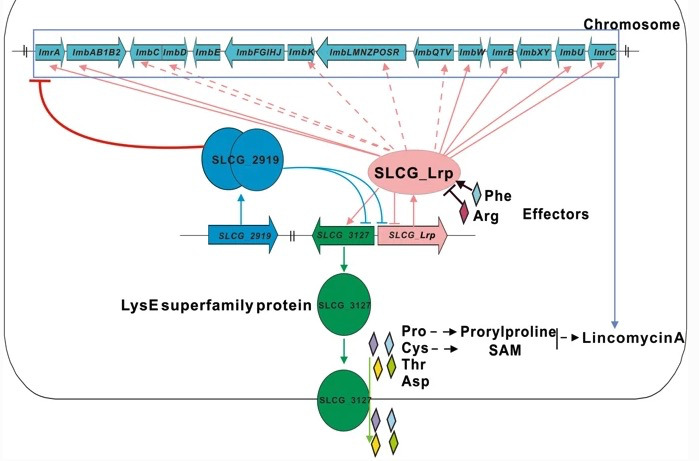 Chromosome
lmrA lmbAB1B2 lmbC lmbD lmbE lmbFGIHJ lmbK lmbLMNZPOSR lmbQTV lmbW lmrB lmbXY lmbU lmrC
SLCG_2919
SLCG_Lrp
Phe
Arg
Effectors
SLCG_2919 SLCG_3127 SLCG_Lrp
LysE superfamily protein SLCG_3127
Pro Prorylproline
Cys SAM LincomycinA
Thr
Asp
SLCG_3127